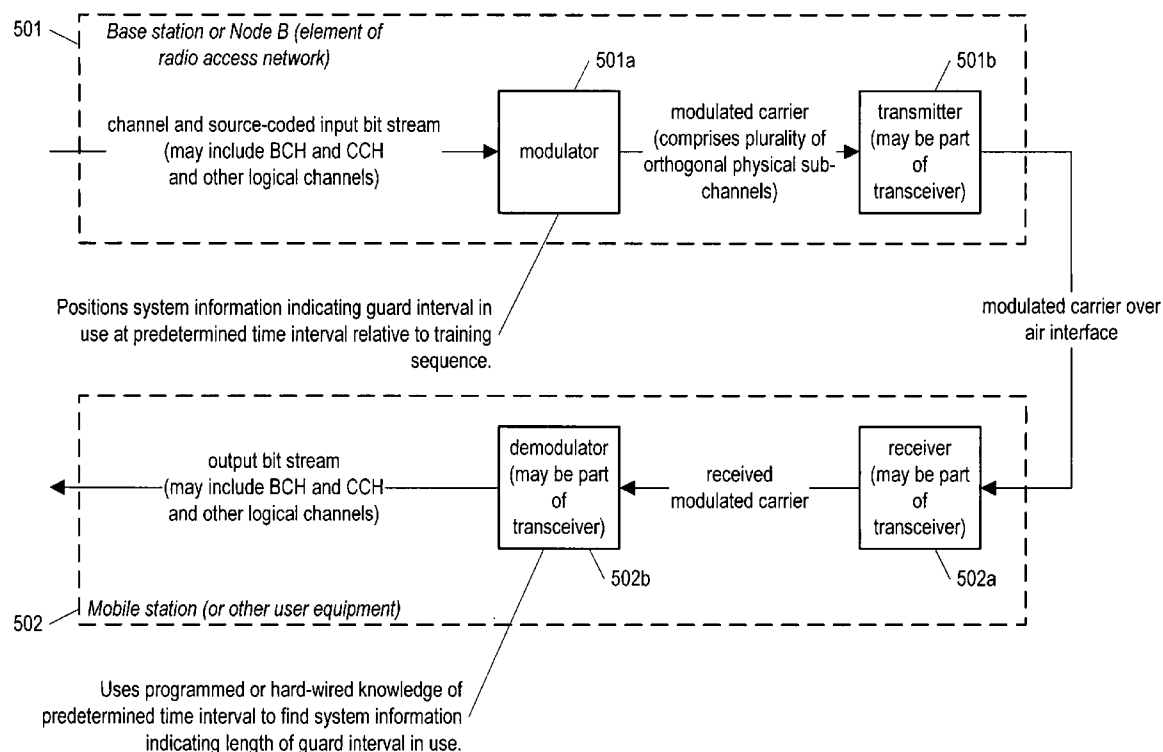 501
Base station or Node B (element of
radio access network)
501a
501b
channel and source-coded input bit stream
(may include BCH and CCH
and other logical channels)
modulator
modulated carrier
(comprises plurality of
orthogonal physical sub-
channels)
transmitter
(may be part
of
transceiver)
Positions system information indicating guard interval in
use at predetermined time interval relative to training
sequence.
modulated carrier over
air interface
output bit stream
(may include BCH and CCH
and other logical channels)
demodulator
(may be part
of
transceiver)
received
modulated carrier
receiver
(may be part
of
transceiver)
502b
502a
502
Mobile station (or other user equipment)
Uses programmed or hard-wired knowledge of
predetermined time interval to find system information
indicating length of guard interval in use.